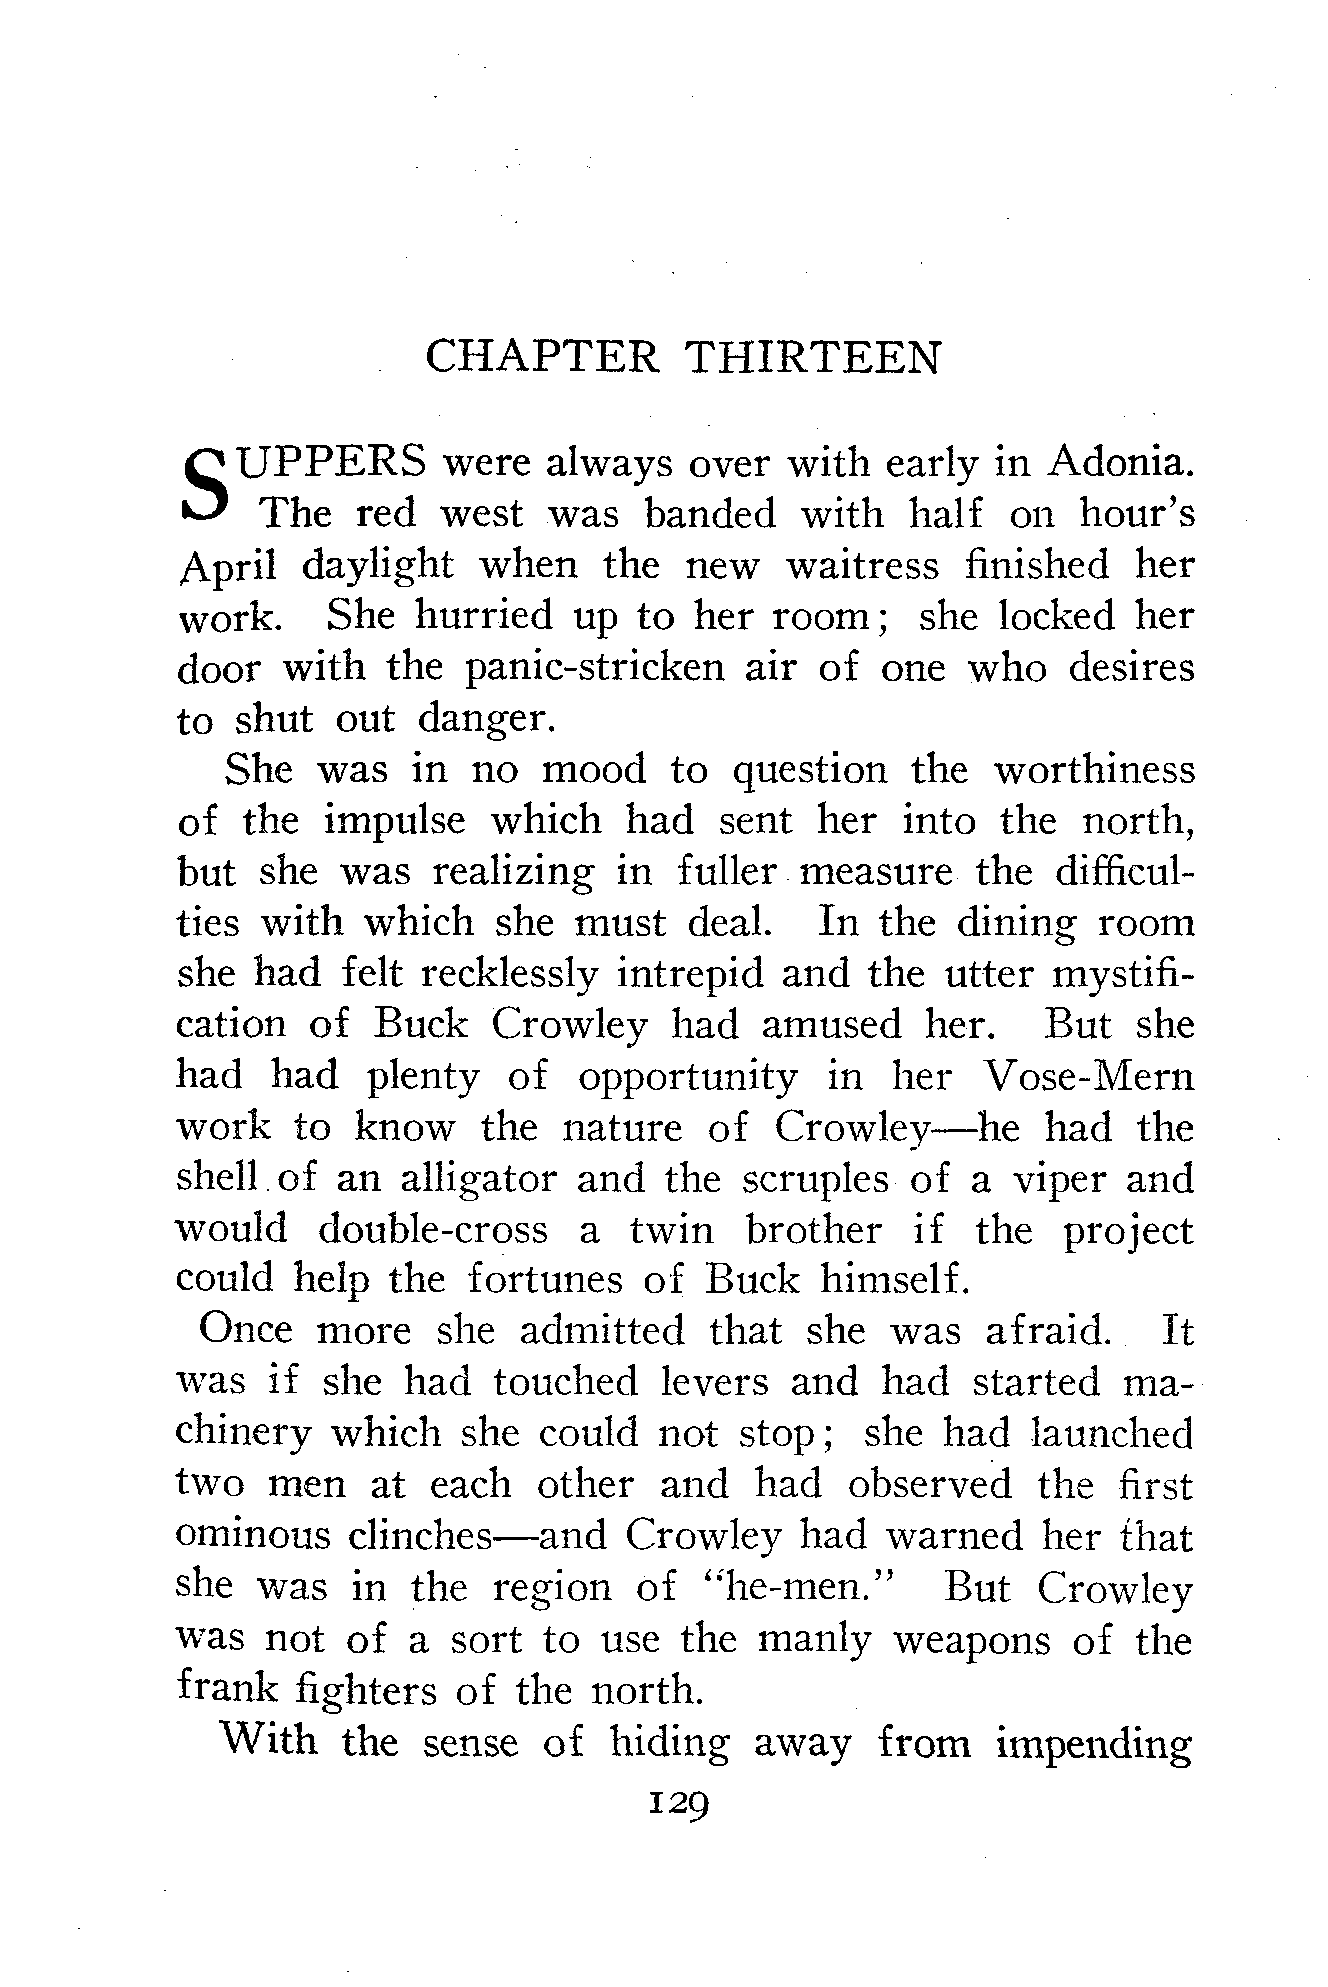 CHAPTER THIRTEEN
SUPPERS were always over with early in Adonia.
The red west was banded with half on hour's
April daylight when the new waitress finished her
work. She hurried up to her room; she locked her
door with the panic-stricken air of one who desires
to shut out danger.
She was in no mood to question the worthiness
of the impulse which had sent her into the north,
but she was realizing in fuller measure the difficul-
ties with which she must deal. In the dining room
she had felt recklessly intrepid and the utter mystifi-
cation of Buck Crowley had amused her. But she
had had plenty of opportunity in her Vose-Mern
work to know the nature of Crowley—he had the
shell of an alligator and the scruples of a viper and
would double-cross a twin brother if the project
could help the fortunes of Buck himself.
Once more she admitted that she was afraid. It
was if she had touched levers and had started ma-
chinery which she could not stop; she had launched
two men at each other and had observed the first
ominous clinches—and Crowley had warned her that
she was in the region of "he-men." But Crowley
was not of a sort to use the manly weapons of the
frank fighters of the north.
With the sense of hiding away from impending
129